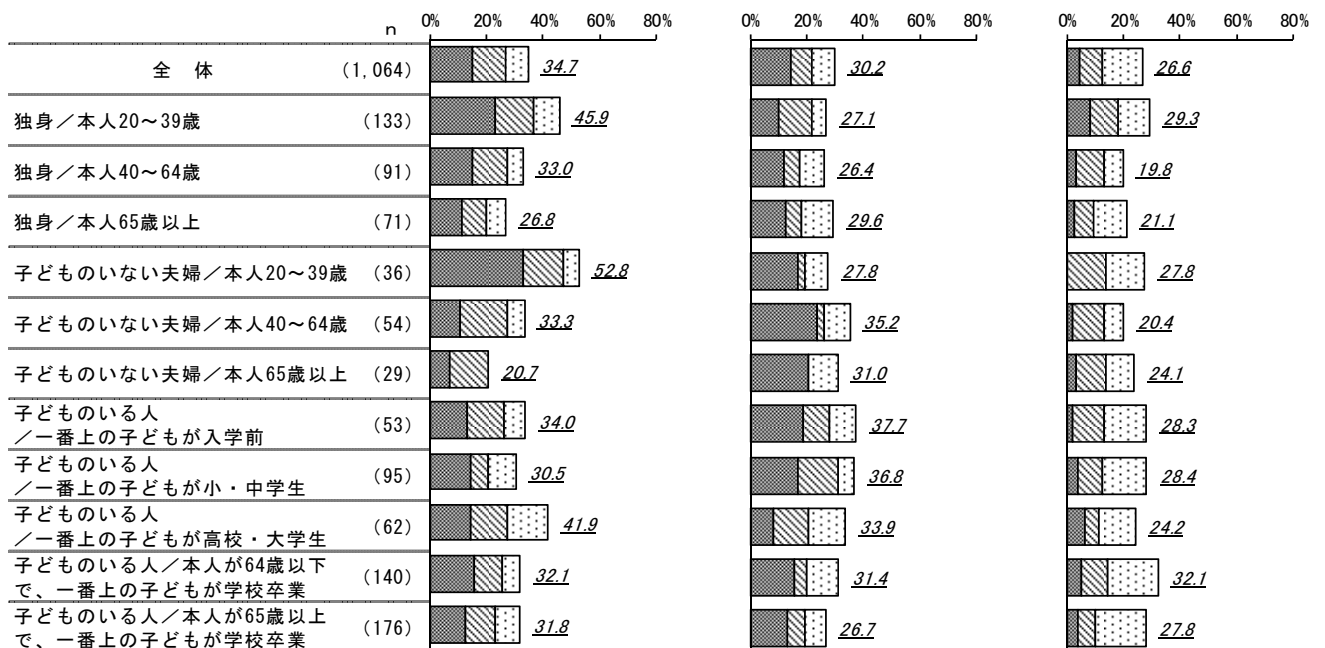 0% 20% 40% 60% 80% 0% 20% 40% 60% 80% 0% 20% 40% 60% 80%
n
全 体 (1,064) 34.7 30.2 26.6
独身／本人20～39歳 (133) 45.9 27.1 29.3
独身／本人40～64歳 (91) 33.0 26.4 19.8
独身／本人65歳以上 (71) 26.8 29.6 21.1
子どものいない夫婦／本人20～39歳 (36) 52.8 27.8 27.8
子どものいない夫婦／本人40～64歳 (54) 33.3 35.2 20.4
子どものいない夫婦／本人65歳以上 (29) 20.7 31.0 24.1
子どものいる人
／一番上の子どもが入学前 (53) 34.0 37.7 28.3
子どものいる人
／一番上の子どもが小・中学生 (95) 30.5 36.8 28.4
子どものいる人
／一番上の子どもが高校・大学生 (62) 41.9 33.9 24.2
子どものいる人／本人が64歳以下
で、一番上の子どもが学校卒業 (140) 32.1 31.4 32.1
子どものいる人／本人が65歳以上
で、一番上の子どもが学校卒業 (176) 31.8 26.7 27.8